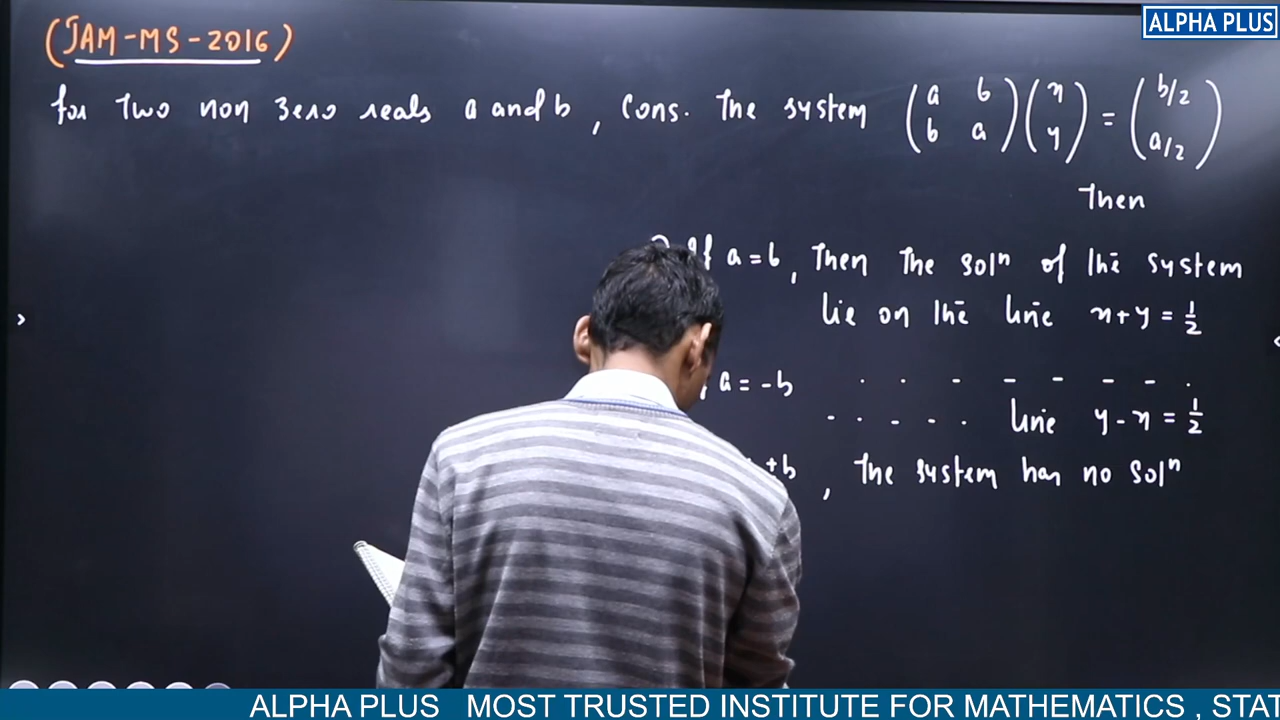 ALPHA PLUS
(JAM-MS-2016)
for Two non zero reals a and b , cons. The system (a b b a)(x y) = (b/2 a/2)
Then
If a = b, Then the solⁿ of the system
lie on the line x+y = 1/2
a = -b . . - - - - - .
- . . - - . line y - x = 1/2
+b , The system has no solⁿ
ALPHA PLUS MOST TRUSTED INSTITUTE FOR MATHEMATICS , STAT